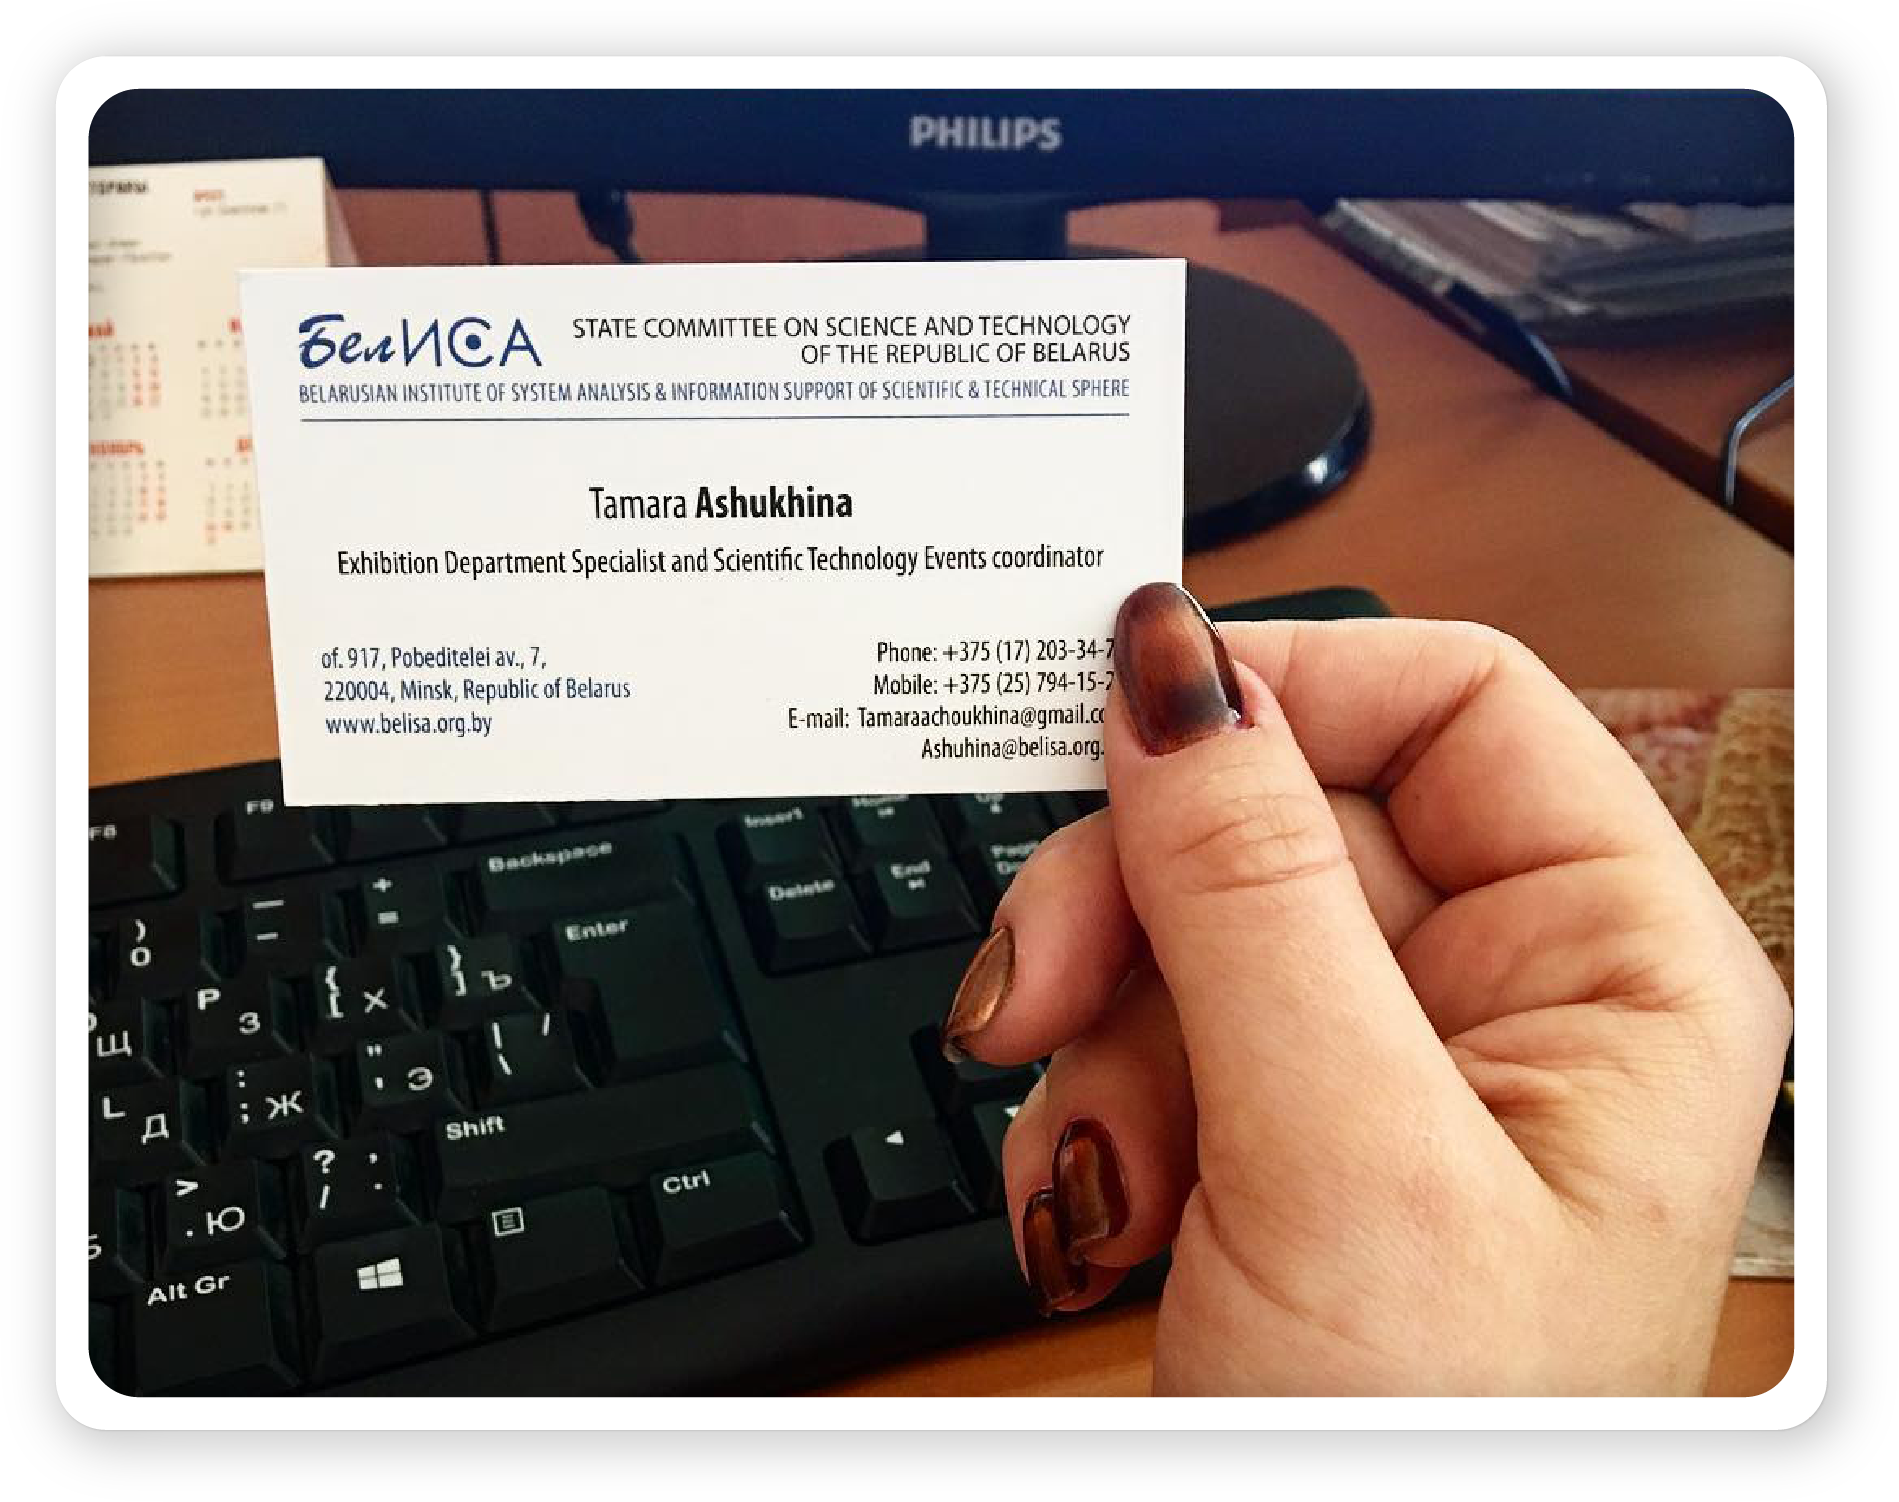 PHILIPS
БелИСА
STATE COMMITTEE ON SCIENCE AND TECHNOLOGY
OF THE REPUBLIC OF BELARUS
BELARUSIAN INSTITUTE OF SYSTEM ANALYSIS & INFORMATION SUPPORT OF SCIENTIFIC & TECHNICAL SPHERE
Tamara Ashukhina
Exhibition Department Specialist and Scientific Technology Events coordinator
of. 917, Pobeditelei av., 7,
220004, Minsk, Republic of Belarus
www.belisa.org.by
Phone: +375 (17) 203-34-7
Mobile: +375 (25) 794-15-2
E-mail: Tamaraachoukhina@gmail.co
Ashuhina@belisa.org.
F8 F9
Insert Home
Backspace
Delete End
) 0 — - + =
Enter
P З { [ Х } ] Ъ
Щ
L Д : ; Ж " ' Э | \ /
Shift
> . Ю ? / , .
Ctrl
Alt Gr